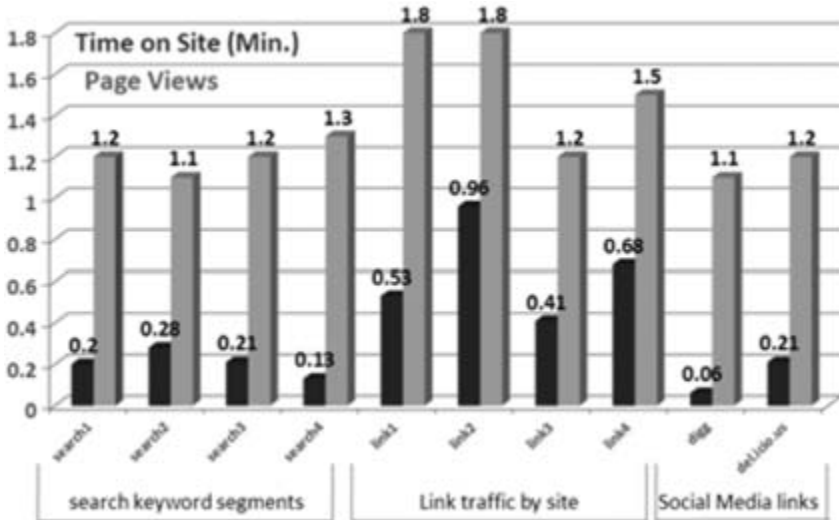 Time on Site (Min.)
Page Views
1.8
1.6
1.4
1.2
1
0.8
0.6
0.4
0.2
0
1.2
1.1
1.2
1.3
1.8
1.8
1.2
1.5
1.1
1.2
0.2
0.28
0.21
0.13
0.53
0.96
0.41
0.68
0.06
0.21
search1
search2
search3
search4
link1
link2
link3
link4
digg
del.icio.us
search keyword segments
Link traffic by site
Social Media links